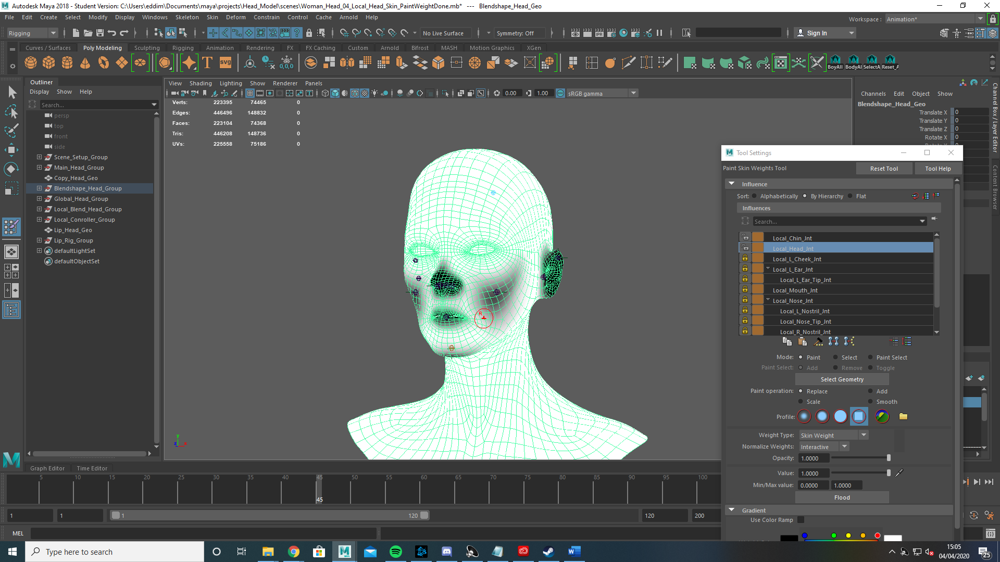 Autodesk Maya 2018 - Student Version: C:\Users\eddim\Documents\maya\projects\Head_Model\scenes\Woman_Head_04_Local_Head_Skin_PaintWeightDone.mb*   ---   Blendshape_Head_Geo
File Edit Create Select Modify Display Windows Skeleton Skin Deform Constrain Control Cache Arnold Help
Workspace : Animation*
Rigging
No Live Surface
Symmetry: Off
Sign In
Curves / Surfaces Poly Modeling Sculpting Rigging Animation Rendering FX FX Caching Custom Arnold Bifrost MASH Motion Graphics XGen
T svg 0,0,0
BoyAll BodyAl SelectA Reset_A
Outliner
Display Show Help
Search...
persp
top
front
side
Scene_Setup_Group
Main_Head_Group
Copy_Head_Geo
Blendshape_Head_Group
Global_Head_Group
Local_Blend_Head_Group
Local_Conroller_Group
Lip_Head_Geo
Lip_Rig_Group
defaultLightSet
defaultObjectSet
View Shading Lighting Show Renderer Panels
0.00 1.00 sRGB gamma
Verts: 223395 74465 0
Edges: 446496 148832 0
Faces: 223104 74368 0
Tris: 446208 148736 0
UVs: 225558 75186 0
R
y
z x
Channels Edit Object Show
Blendshape_Head_Geo
Translate X 0
Translate Y 0
Translate Z 0
Rotate X 0
Channel Box / Layer Editor
Content Browser
Tool Settings
Paint Skin Weights Tool
Reset Tool
Tool Help
Influence
Sort: Alphabetically By Hierarchy Flat
Influences
Search...
Local_Chin_Jnt
Local_Head_Jnt
Local_L_Cheek_Jnt
Local_L_Ear_Jnt
Local_L_Ear_Tip_Jnt
Local_Mouth_Jnt
Local_Nose_Jnt
Local_L_Nostril_Jnt
Local_Nose_Tip_Jnt
Local_R_Nostril_Jnt
Mode: Paint Select Paint Select
Paint Select: Add Remove Toggle
Select Geometry
Paint operation: Replace Add
Scale Smooth
Profile:
Weight Type: Skin Weight
Normalize Weights: Interactive
Opacity: 1.0000
Value: 1.0000
Min/Max value: 0.0000 1.0000
Flood
Gradient
Use Color Ramp
Graph Editor Time Editor
5 10 15 20 25 30 35 40 45 50 55 60 65 70 75 80 85 90 95 100
45
1 1 1 120 120 200
MEL
Type here to search
15:05
04/04/2020
25